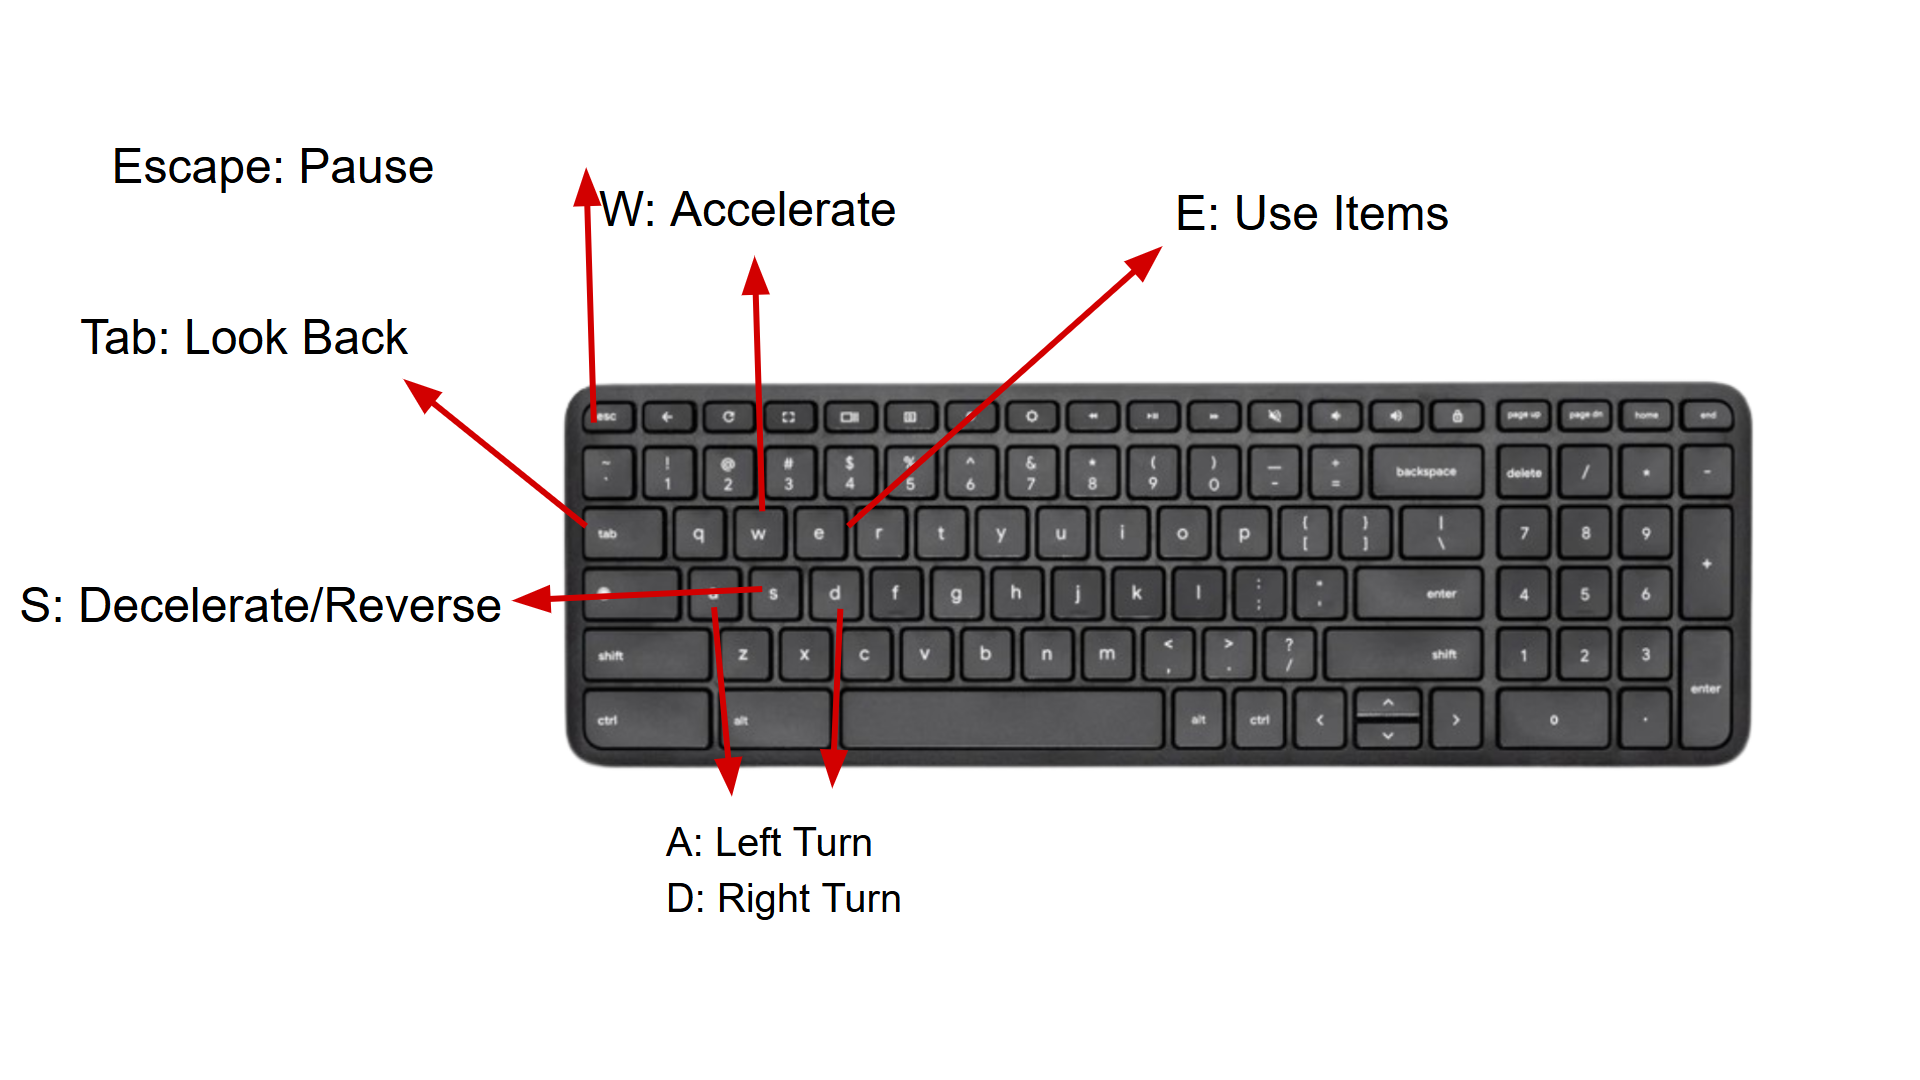 Escape: Pause
W: Accelerate
E: Use Items
Tab: Look Back
S: Decelerate/Reverse
A: Left Turn
D: Right Turn
esc
page up page dn home end
~ ! @ # $ % ^ & * ( ) — +
` 1 2 3 4 5 6 7 8 9 0 - = backspace delete / * -
tab q w e r t y u i o p { [ } ] | \ 7 8 9 +
a s d f g h j k l : ; " ' enter 4 5 6
shift z x c v b n m < , > . ? / shift 1 2 3 enter
ctrl alt alt ctrl < > 0 .